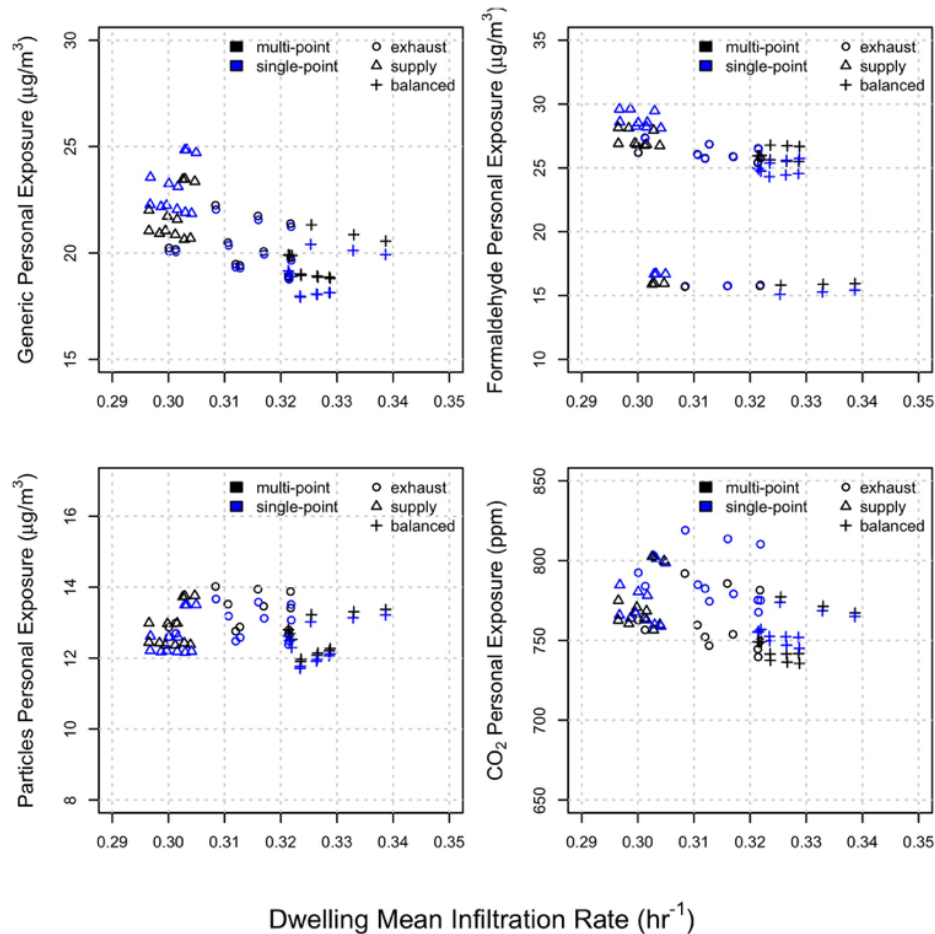 Generic Personal Exposure (µg/m³)
30
25
20
15
multi-point exhaust
single-point supply
balanced
0.29 0.30 0.31 0.32 0.33 0.34 0.35
Formaldehyde Personal Exposure (µg/m³)
35
30
25
20
15
10
multi-point exhaust
single-point supply
balanced
0.29 0.30 0.31 0.32 0.33 0.34 0.35
Particles Personal Exposure (µg/m³)
16
14
12
10
8
multi-point exhaust
single-point supply
balanced
0.29 0.30 0.31 0.32 0.33 0.34 0.35
CO₂ Personal Exposure (ppm)
850
800
750
700
650
multi-point exhaust
single-point supply
balanced
0.29 0.30 0.31 0.32 0.33 0.34 0.35
Dwelling Mean Infiltration Rate (hr⁻¹)